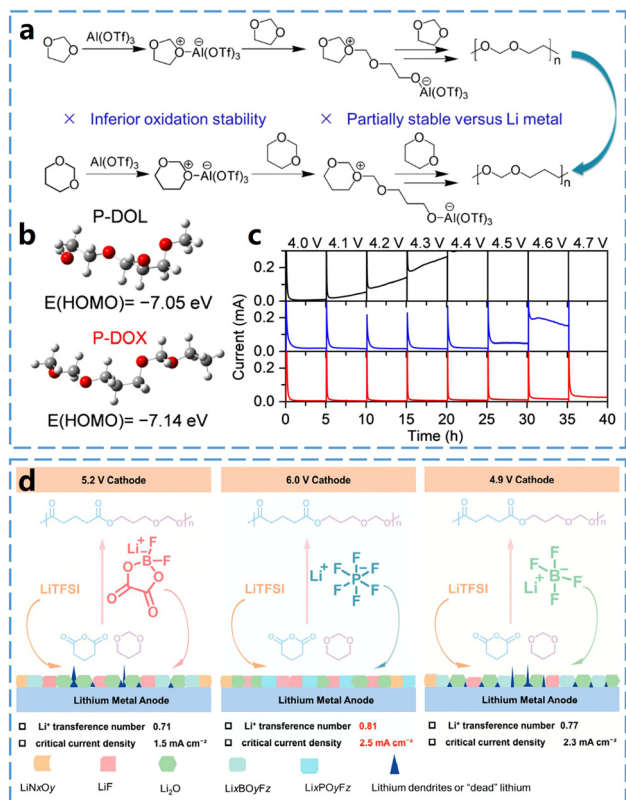 a
Al(OTf)₃
⊕ ⊖
O–Al(OTf)₃
⊕
O
⊖
Al(OTf)₃
n
× Inferior oxidation stability × Partially stable versus Li metal
Al(OTf)₃
⊕ ⊖
O–Al(OTf)₃
⊕
O
⊖
O–Al(OTf)₃
n
b
P-DOL
E(HOMO)= −7.05 eV
P-DOX
E(HOMO)= −7.14 eV
c
4.0 V 4.1 V 4.2 V 4.3 V 4.4 V 4.5 V 4.6 V 4.7 V
Current (mA)
0.2
0.0
0.2
0.0
0.2
0.0
0 5 10 15 20 25 30 35 40
Time (h)
d
5.2 V Cathode 6.0 V Cathode 4.9 V Cathode
LiTFSI LiTFSI LiTFSI
Lithium Metal Anode Lithium Metal Anode Lithium Metal Anode
Li⁺ transference number 0.71 Li⁺ transference number 0.81 Li⁺ transference number 0.77
critical current density 1.5 mA cm⁻² critical current density 2.5 mA cm⁻² critical current density 2.3 mA cm⁻²
LiNxOy LiF Li₂O LixBOyFz LixPOyFz Lithium dendrites or “dead” lithium